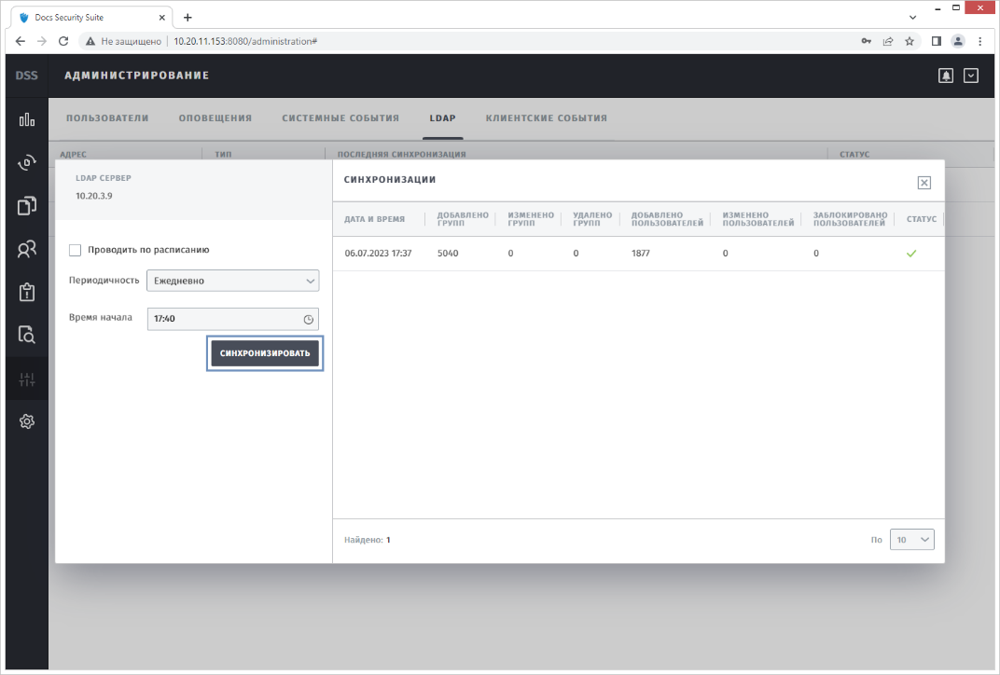 Docs Security Suite
Не защищено 10.20.11.153:8080/administration#
DSS
АДМИНИСТРИРОВАНИЕ
ПОЛЬЗОВАТЕЛИ ОПОВЕЩЕНИЯ СИСТЕМНЫЕ СОБЫТИЯ LDAP КЛИЕНТСКИЕ СОБЫТИЯ
АДРЕС ТИП ПОСЛЕДНЯЯ СИНХРОНИЗАЦИЯ СТАТУС
LDAP СЕРВЕР
10.20.3.9
Проводить по расписанию
Периодичность Ежедневно
Время начала 17:40
СИНХРОНИЗИРОВАТЬ
СИНХРОНИЗАЦИИ
ДАТА И ВРЕМЯ ДОБАВЛЕНО ГРУПП ИЗМЕНЕНО ГРУПП УДАЛЕНО ГРУПП ДОБАВЛЕНО ПОЛЬЗОВАТЕЛЕЙ ИЗМЕНЕНО ПОЛЬЗОВАТЕЛЕЙ ЗАБЛОКИРОВАНО ПОЛЬЗОВАТЕЛЕЙ СТАТУС
06.07.2023 17:37 5040 0 0 1877 0 0
Найдено: 1
По 10